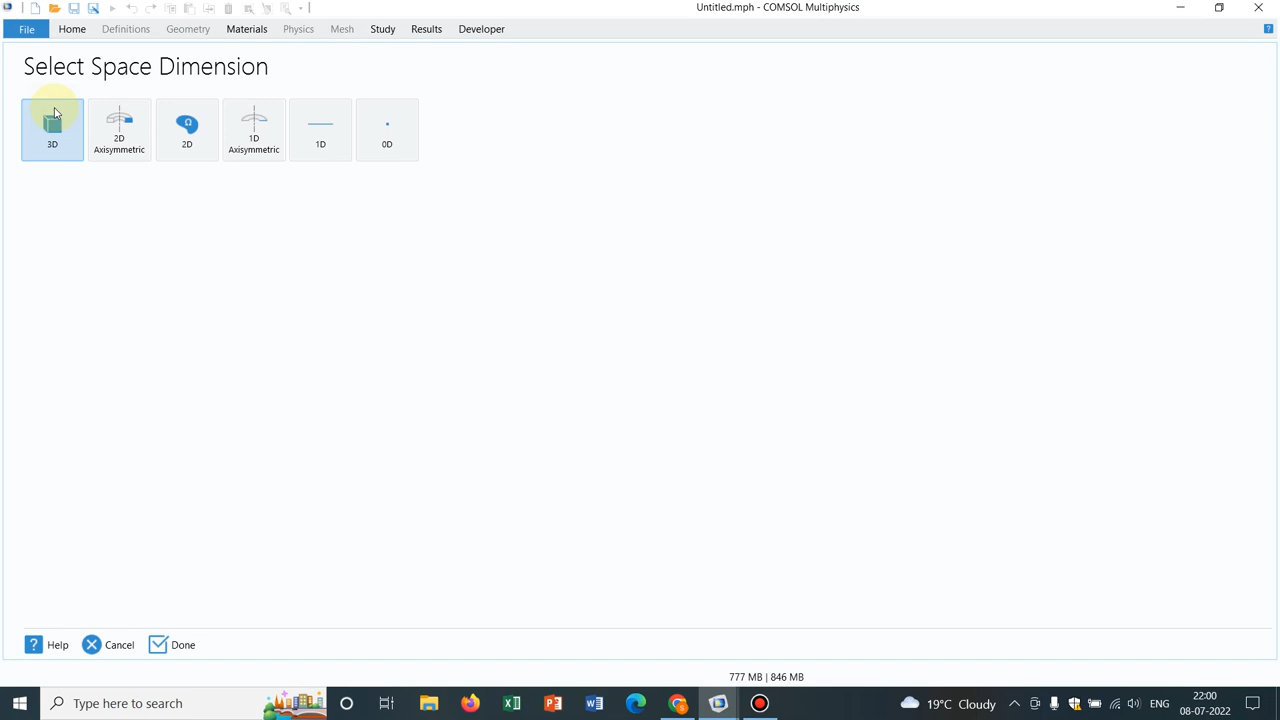 Untitled.mph - COMSOL Multiphysics
File Home Definitions Geometry Materials Physics Mesh Study Results Developer ?
Select Space Dimension
3D
2D Axisymmetric
Ω 2D
1D Axisymmetric
1D
0D
? Help Cancel Done
777 MB | 846 MB
Type here to search
19°C Cloudy ENG
22:00
08-07-2022